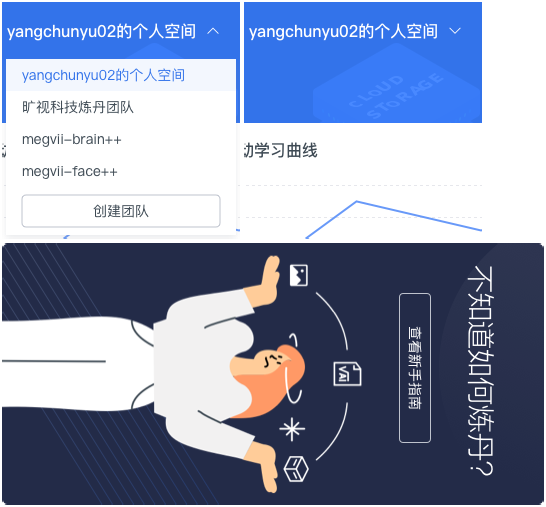 yangchunyu02的个人空间
yangchunyu02的个人空间
旷视科技炼丹团队
megvii-brain++
megvii-face++
创建团队
yangchunyu02的个人空间
CLOUD
STORAGE
动学习曲线
不知道如何炼丹?
查看新手指南